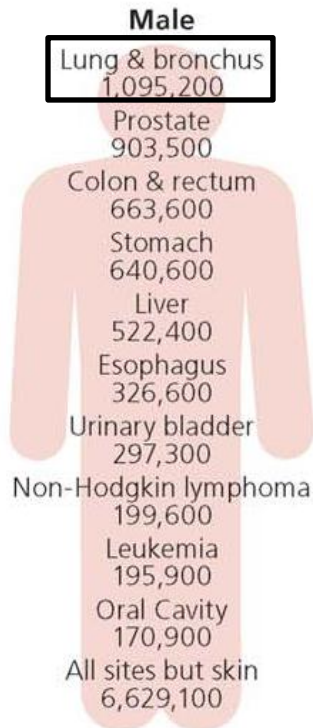 Male
Lung & bronchus
1,095,200
Prostate
903,500
Colon & rectum
663,600
Stomach
640,600
Liver
522,400
Esophagus
326,600
Urinary bladder
297,300
Non-Hodgkin lymphoma
199,600
Leukemia
195,900
Oral Cavity
170,900
All sites but skin
6,629,100